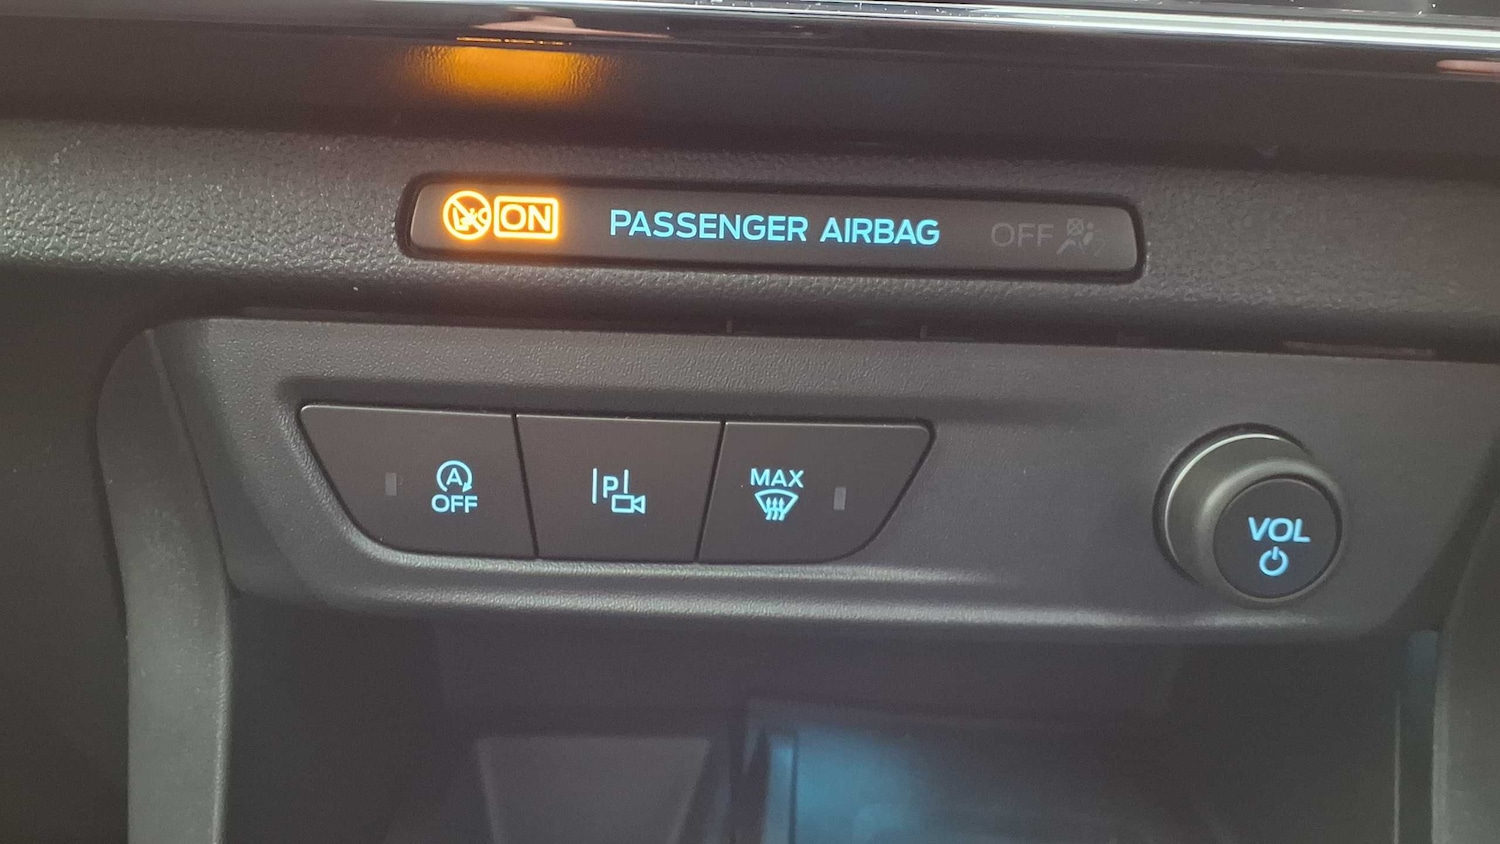 ON PASSENGER AIRBAG OFF
A
OFF
P
MAX
VOL